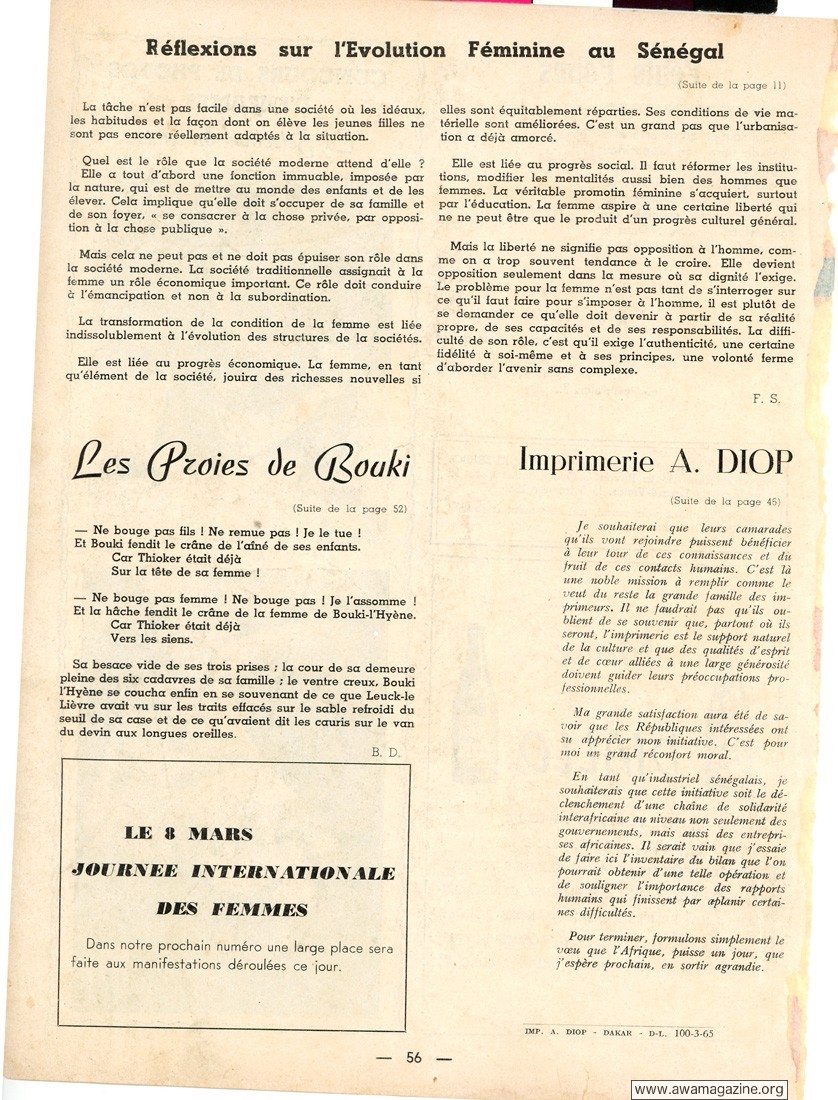 Réflexions sur l'Evolution Féminine au Sénégal
(Suite de la page 11)
La tâche n'est pas facile dans une société où les idéaux,
les habitudes et la façon dont on élève les jeunes filles ne
sont pas encore réellement adaptés à la situation.
Quel est le rôle que la société moderne attend d'elle ?
Elle a tout d'abord une fonction immuable, imposée par
la nature, qui est de mettre au monde des enfants et de les
élever. Cela implique qu'elle doit s'occuper de sa famille et
de son foyer, « se consacrer à la chose privée, par opposi-
tion à la chose publique ».
Mais cela ne peut pas et ne doit pas épuiser son rôle dans
la société moderne. La société traditionnelle assignait à la
femme un rôle économique important. Ce rôle doit conduire
à l'émancipation et non à la subordination.
La transformation de la condition de la femme est liée
indissolublement à l'évolution des structures de la sociétés.
Elle est liée au progrès économique. La femme, en tant
qu'élément de la société, jouira des richesses nouvelles si
elles sont équitablement réparties. Ses conditions de vie ma-
térielle sont améliorées. C'est un grand pas que l'urbanisa-
tion a déjà amorcé.
Elle est liée au progrès social. Il faut réformer les institu-
tions, modifier les mentalités aussi bien des hommes que
femmes. La véritable promotin féminine s'acquiert, surtout
par l'éducation. La femme aspire à une certaine liberté qui
ne ne peut être que le produit d'un progrès culturel général.
Mais la liberté ne signifie pas opposition à l'homme, com-
me on a trop souvent tendance à le croire. Elle devient
opposition seulement dans la mesure où sa dignité l'exige.
Le problème pour la femme n'est pas tant de s'interroger sur
ce qu'il faut faire pour s'imposer à l'homme, il est plutôt de
se demander ce qu'elle doit devenir à partir de sa réalité
propre, de ses capacités et de ses responsabilités. La diffi-
culté de son rôle, c'est qu'il exige l'authenticité, une certaine
fidélité à soi-même et à ses principes, une volonté ferme
d'aborder l'avenir sans complexe.
F. S.
Les Proies de Bouki
(Suite de la page 52)
— Ne bouge pas fils ! Ne remue pas ! Je le tue !
Et Bouki fendit le crâne de l'aîné de ses enfants.
Car Thioker était déjà
Sur la tête de sa femme !
— Ne bouge pas femme ! Ne bouge pas ! Je l'assomme !
Et la hâche fendit le crâne de la femme de Bouki-l'Hyène.
Car Thioker était déjà
Vers les siens.
Sa besace vide de ses trois prises ; la cour de sa demeure
pleine des six cadavres de sa famille ; le ventre creux, Bouki
l'Hyène se coucha enfin en se souvenant de ce que Leuck-le
Lièvre avait vu sur les traits effacés sur le sable refroidi du
seuil de sa case et de ce qu'avaient dit les cauris sur le van
du devin aux longues oreilles.
B. D.
LE 8 MARS
JOURNEE INTERNATIONALE
DES FEMMES
Dans notre prochain numéro une large place sera
faite aux manifestations déroulées ce jour.
Imprimerie A. DIOP
(Suite de la page 46)
Je souhaiterai que leurs camarades
qu'ils vont rejoindre puissent bénéficier
à leur tour de ces connaissances et du
fruit de ces contacts humains. C'est là
une noble mission à remplir comme le
veut du reste la grande famille des im-
primeurs. Il ne faudrait pas qu'ils ou-
blient de se souvenir que, partout où ils
seront, l'imprimerie est le support naturel
de la culture et que des qualités d'esprit
et de cœur alliées à une large générosité
doivent guider leurs préoccupations pro-
fessionnelles.
Ma grande satisfaction aura été de sa-
voir que les Républiques intéressées ont
su apprécier mon initiative. C'est pour
moi un grand réconfort moral.
En tant qu'industriel sénégalais, je
souhaiterais que cette initiative soit le dé-
clenchement d'une chaîne de solidarité
interafricaine au niveau non seulement des
gouvernements, mais aussi des entrepri-
ses africaines. Il serait vain que j'essaie
de faire ici l'inventaire du bilan que l'on
pourrait obtenir d'une telle opération et
de souligner l'importance des rapports
humains qui finissent par aplanir certai-
nes difficultés.
Pour terminer, formulons simplement le
vœu que l'Afrique, puisse un jour, que
j'espère prochain, en sortir agrandie.
IMP. A. DIOP - DAKAR - D-L. 100-3-65
— 56 —
www.awamagazine.org